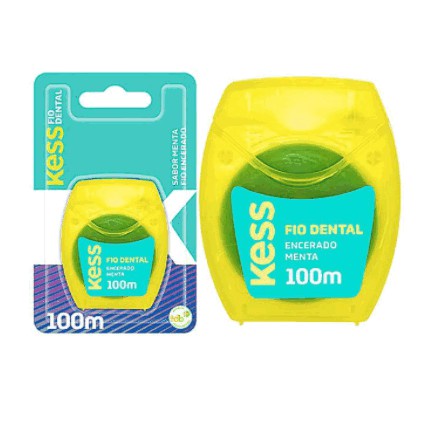 Kess
FIO
DENTAL
SABOR MENTA
FIO ENCERADO
Kess
FIO DENTAL
ENCERADO
MENTA
100m
100m
Kess
FIO DENTAL
ENCERADO
MENTA
100m